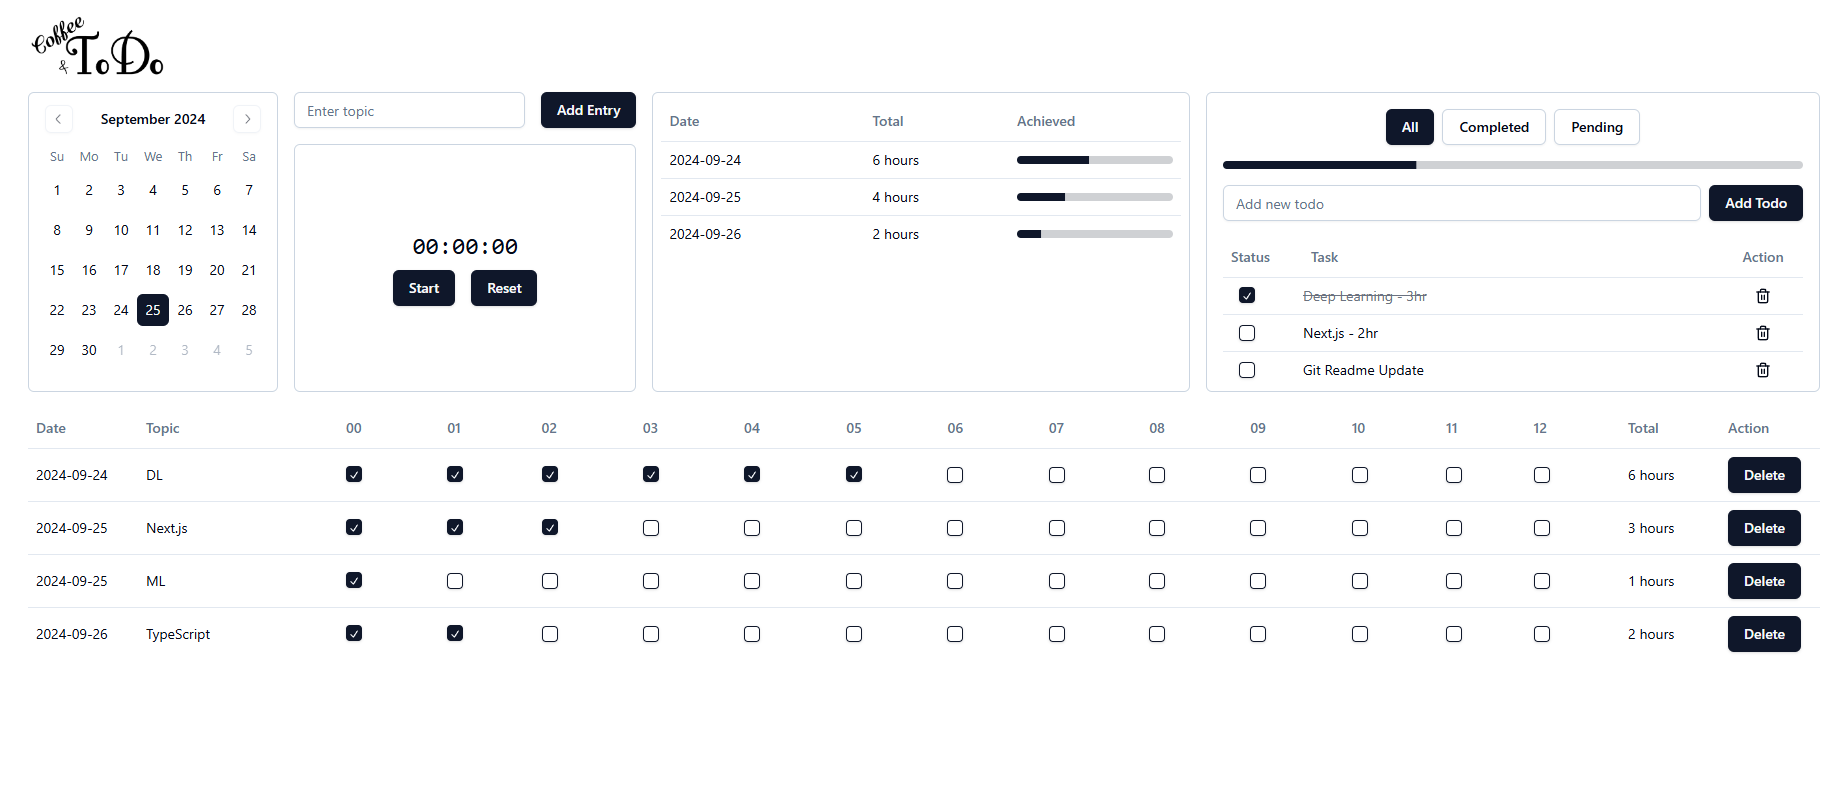 Coffee
& ToDo
September 2024
Su Mo Tu We Th Fr Sa
1 2 3 4 5 6 7
8 9 10 11 12 13 14
15 16 17 18 19 20 21
22 23 24 25 26 27 28
29 30 1 2 3 4 5
Enter topic
Add Entry
00:00:00
Start Reset
Date Total Achieved
2024-09-24 6 hours
2024-09-25 4 hours
2024-09-26 2 hours
All Completed Pending
Add new todo
Add Todo
Status Task Action
Deep Learning - 3hr
Next.js - 2hr
Git Readme Update
Date Topic 00 01 02 03 04 05 06 07 08 09 10 11 12 Total Action
2024-09-24 DL 6 hours Delete
2024-09-25 Next.js 3 hours Delete
2024-09-25 ML 1 hours Delete
2024-09-26 TypeScript 2 hours Delete